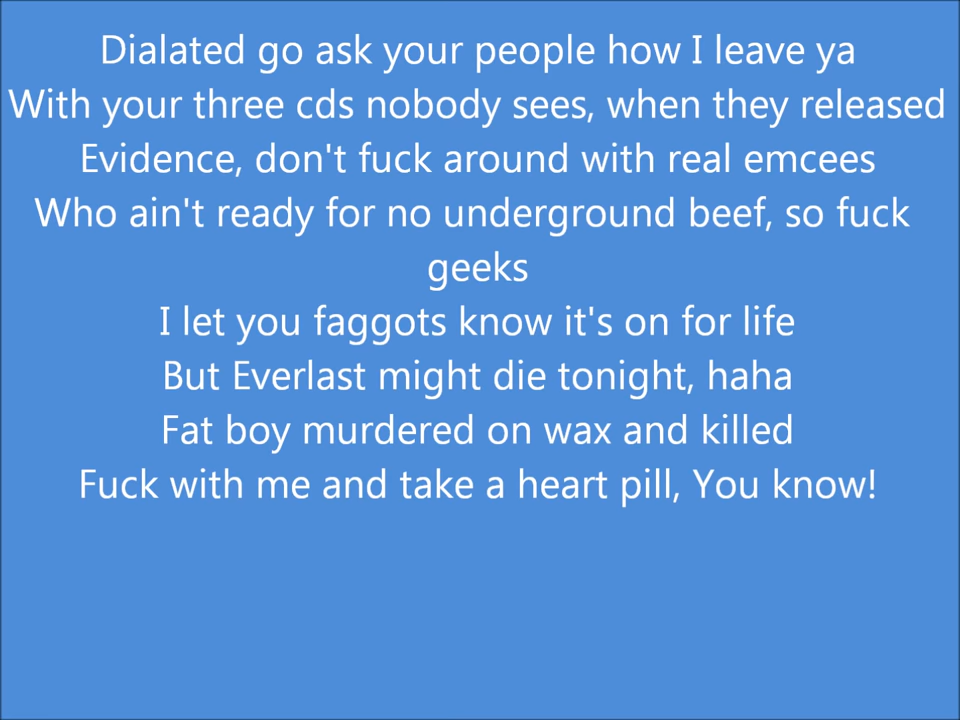 Dialated go ask your people how I leave ya
With your three cds nobody sees, when they released
Evidence, don't fuck around with real emcees
Who ain't ready for no underground beef, so fuck
geeks
I let you faggots know it's on for life
But Everlast might die tonight, haha
Fat boy murdered on wax and killed
Fuck with me and take a heart pill, You know!